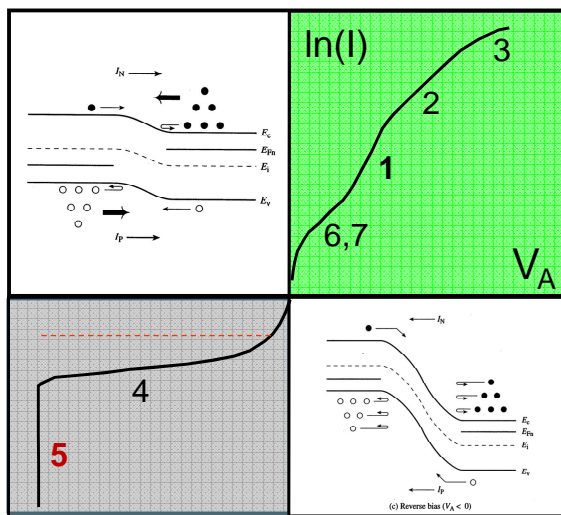 I_N
E_c
E_Fn
E_i
E_v
I_P
ln(I)
3
2
1
6,7
V_A
4
5
I_N
E_c
E_Fn
E_i
E_v
I_P
(c) Reverse bias (V_A < 0)